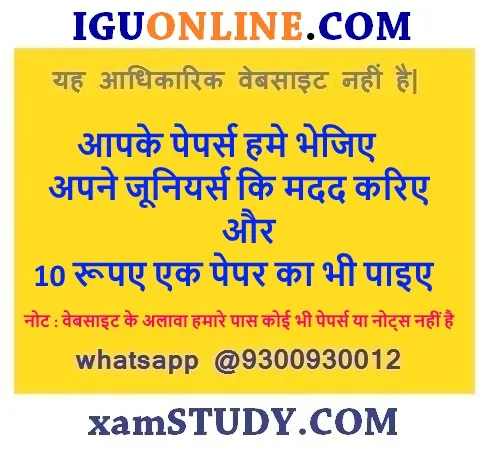 IGUONLINE.COM
यह आधिकारिक वेबसाइट नहीं है|
आपके पेपर्स हमे भेजिए
अपने जूनियर्स कि मदद करिए
और
10 रूपए एक पेपर का भी पाइए
नोट : वेबसाइट के अलावा हमारे पास कोई भी पेपर्स या नोट्स नहीं है
whatsapp @9300930012
xamSTUDY.COM